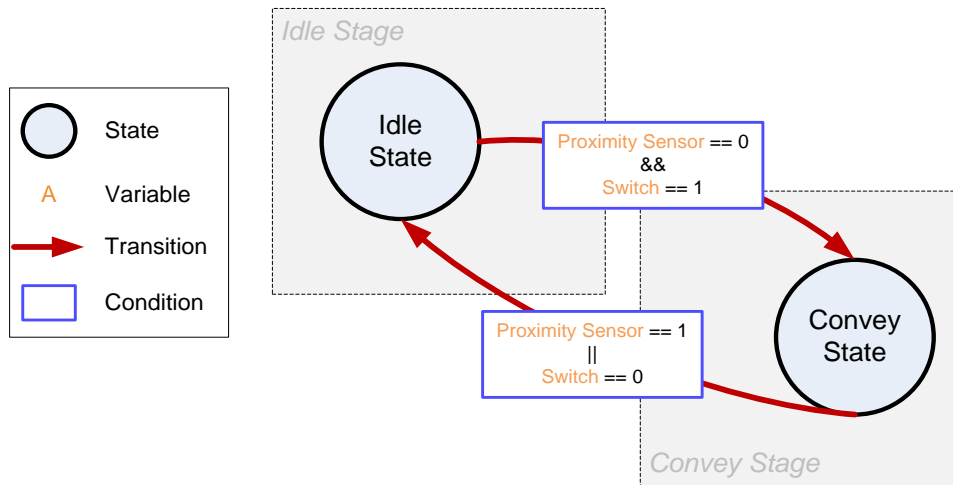 Idle Stage
State
A
Variable
Transition
Condition
Idle
State
Proximity Sensor == 0
&&
Switch == 1
Proximity Sensor == 1
||
Switch == 0
Convey
State
Convey Stage